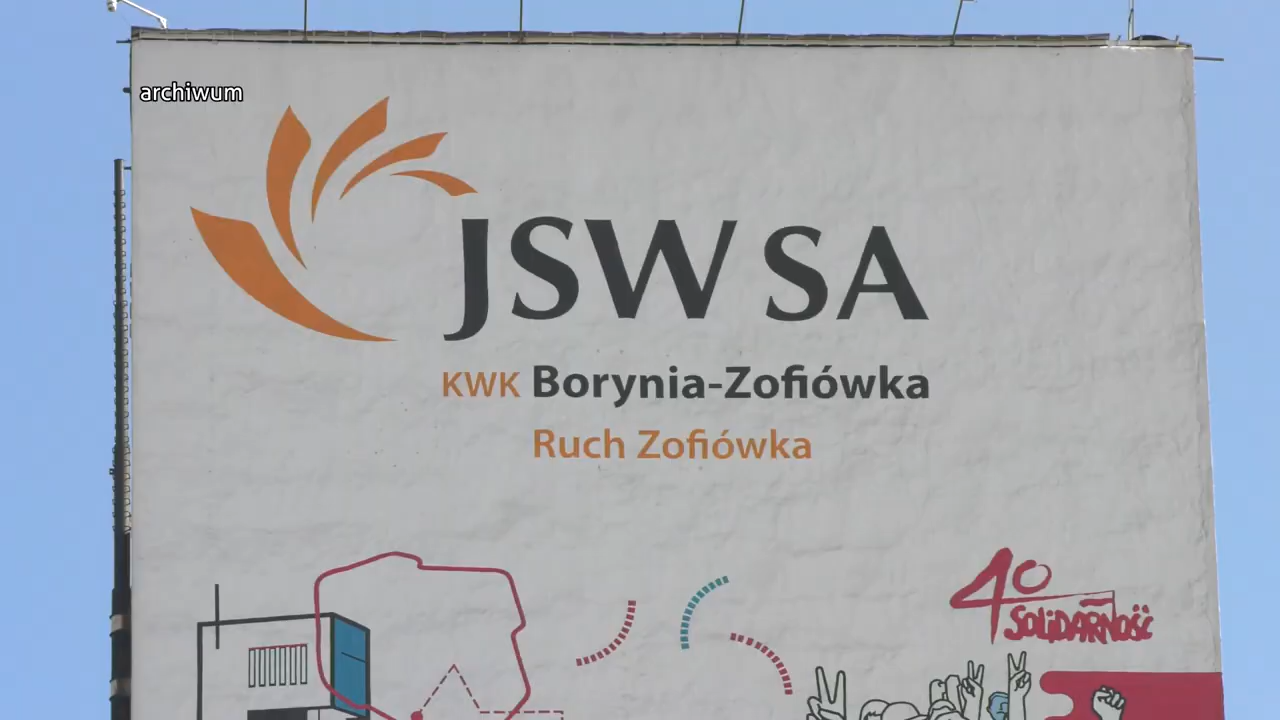 archiwum
JSW SA
KWK Borynia-Zofiówka
Ruch Zofiówka
40
SOLiDARNOŚĆ